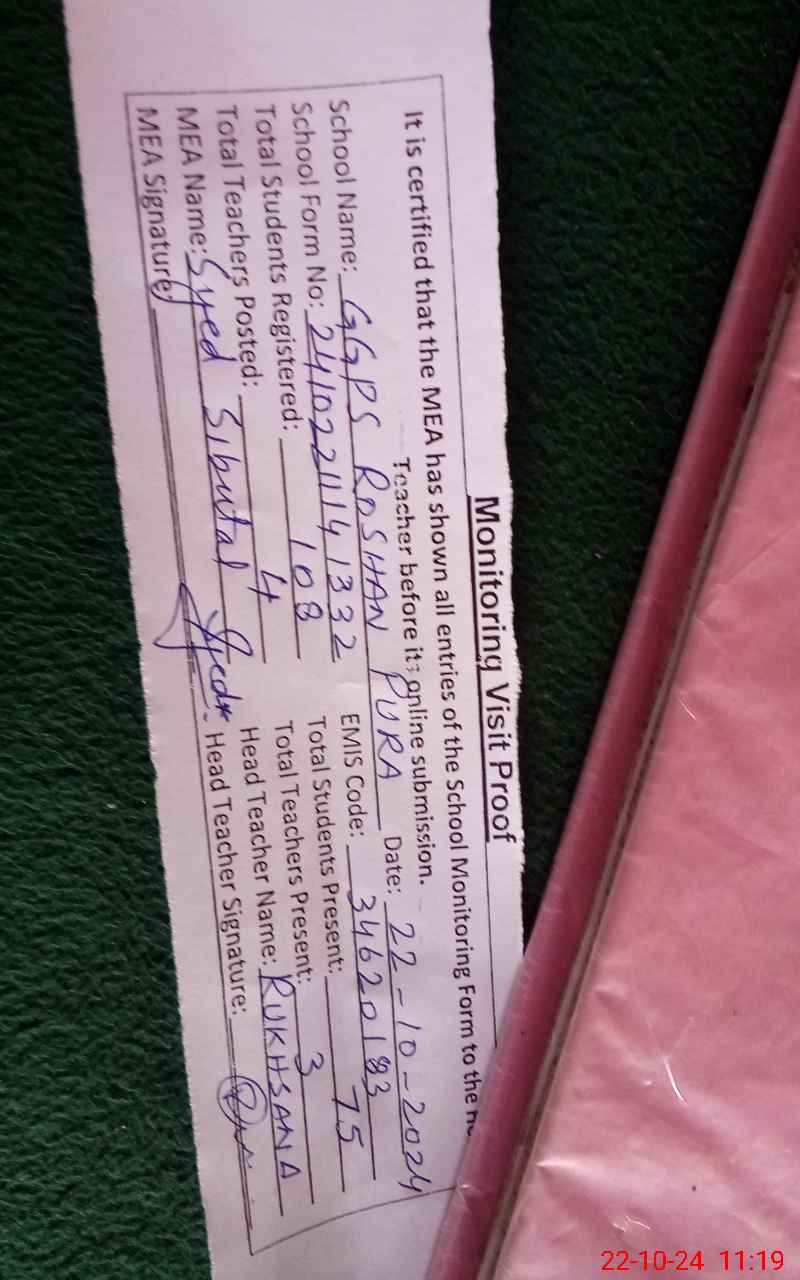 Monitoring Visit Proof
It is certified that the MEA has shown all entries of the School Monitoring Form to the
Teacher before its online submission.
School Name: GGPS ROSHAN PURA Date: 22-10-2024
School Form No: 2410221141332 EMIS Code: 34620183
Total Students Registered: 108 Total Students Present: 75
Total Teachers Posted: 4 Total Teachers Present: 3
MEA Name: Syed Head Teacher Name: RUKHSANA
MEA Signature: Head Teacher Signature:
22-10-24 11:19